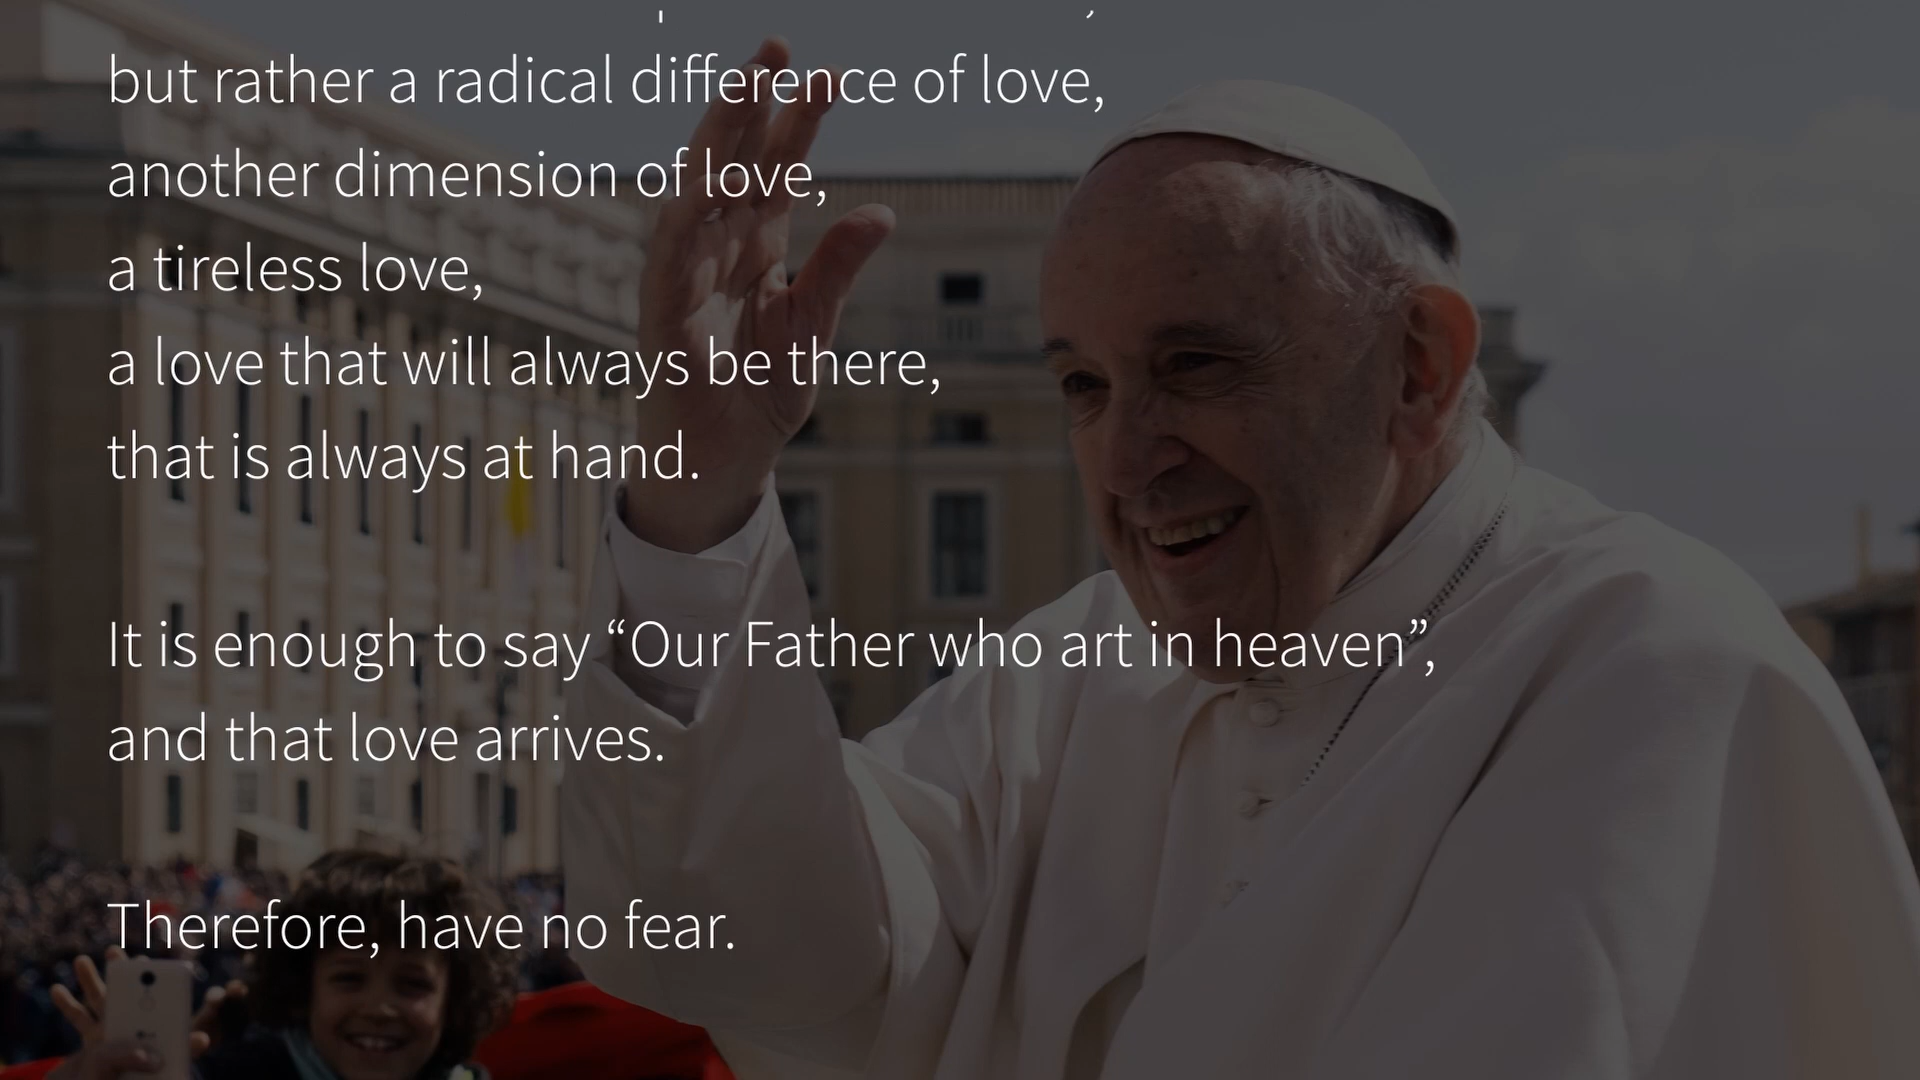 but rather a radical difference of love,
another dimension of love,
a tireless love,
a love that will always be there,
that is always at hand.
It is enough to say “Our Father who art in heaven”,
and that love arrives.
Therefore, have no fear.